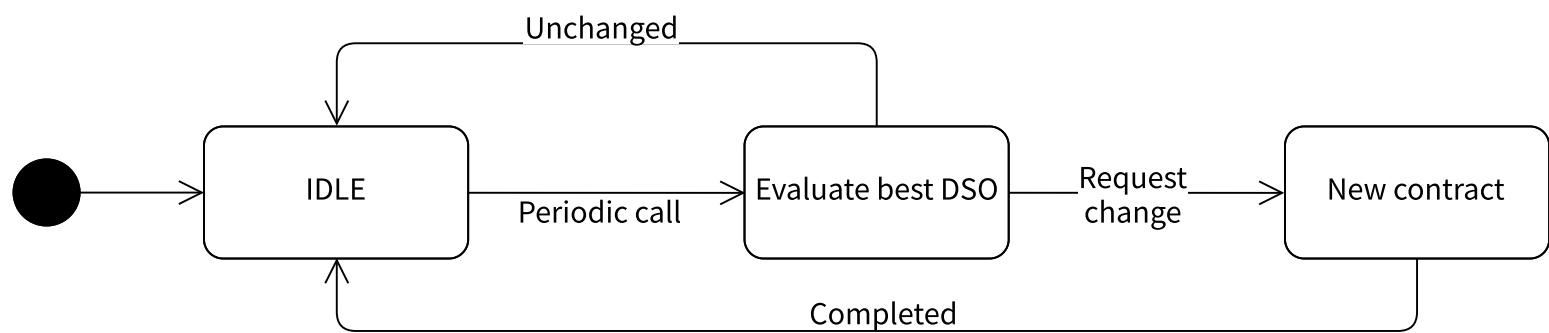 Unchanged
IDLE
Periodic call
Evaluate best DSO
Request
change
New contract
Completed